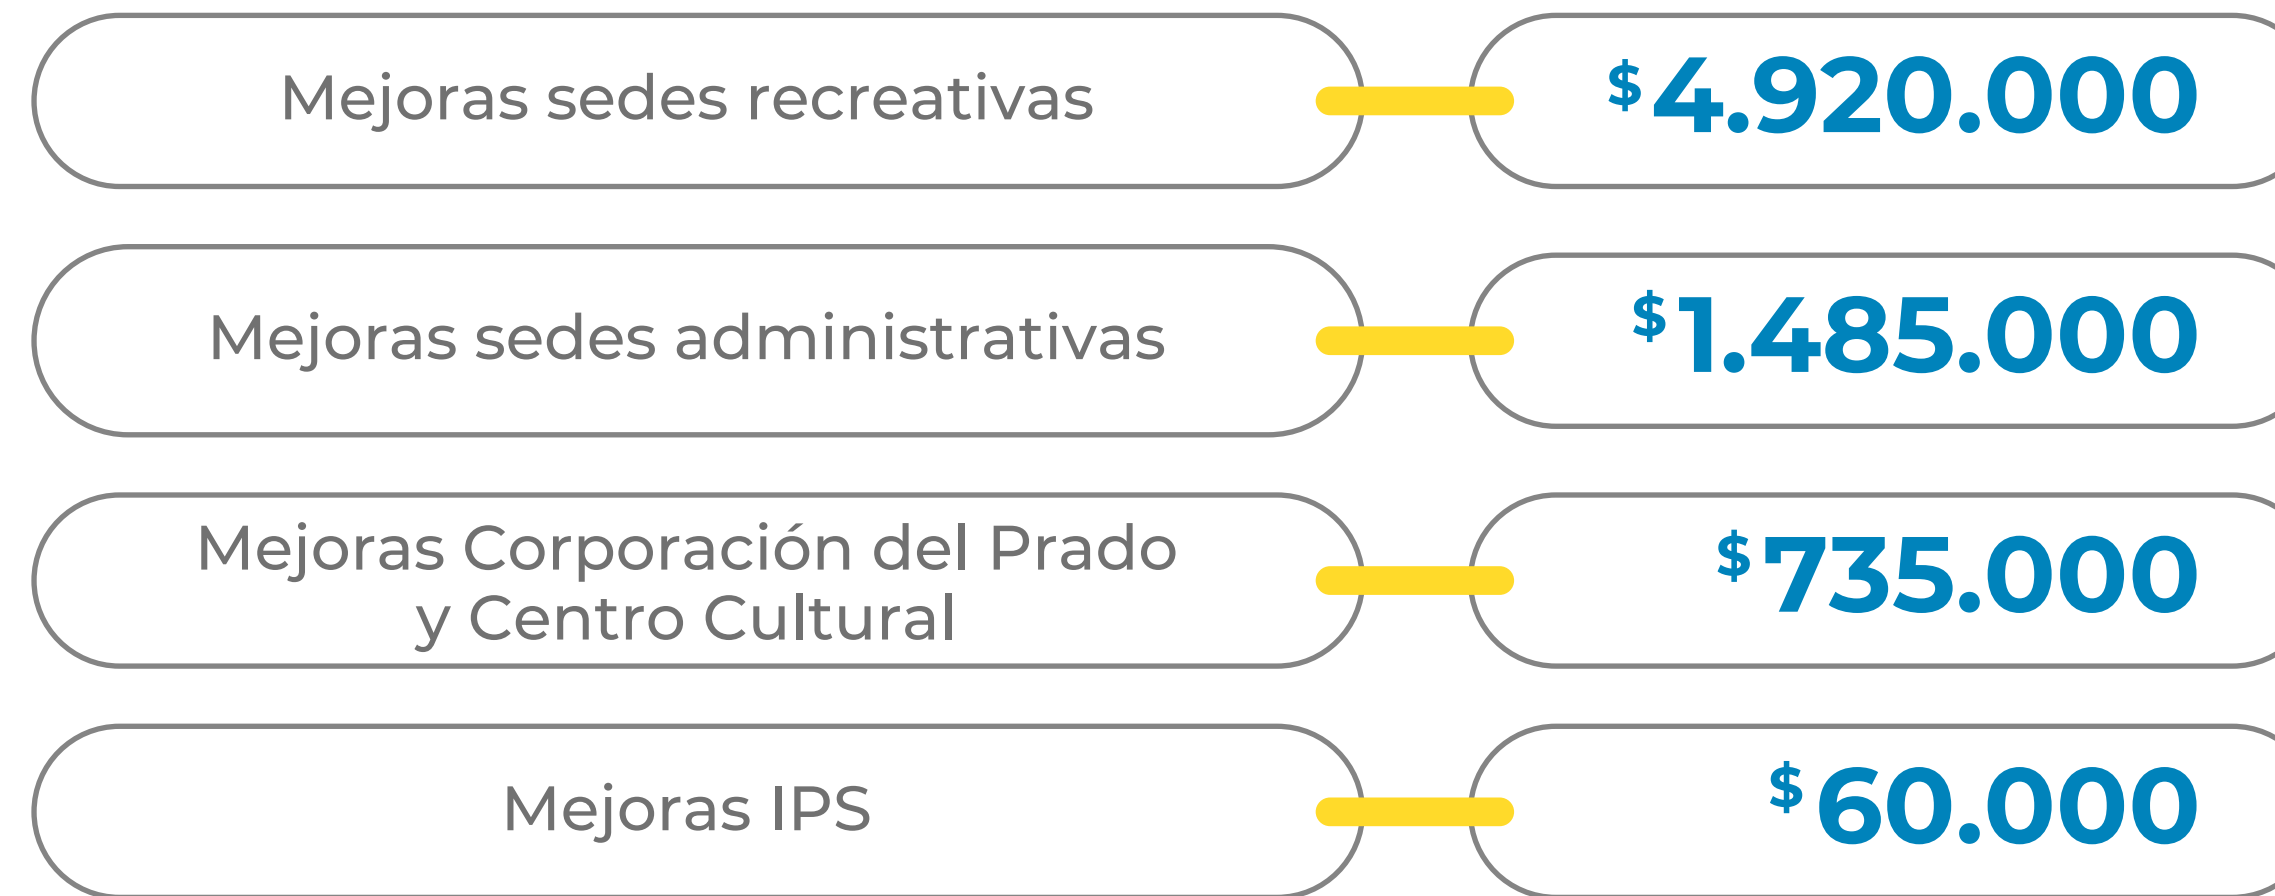 Mejoras sedes recreativas
$4.920.000
Mejoras sedes administrativas
$1.485.000
Mejoras Corporación del Prado
y Centro Cultural
$735.000
Mejoras IPS
$60.000